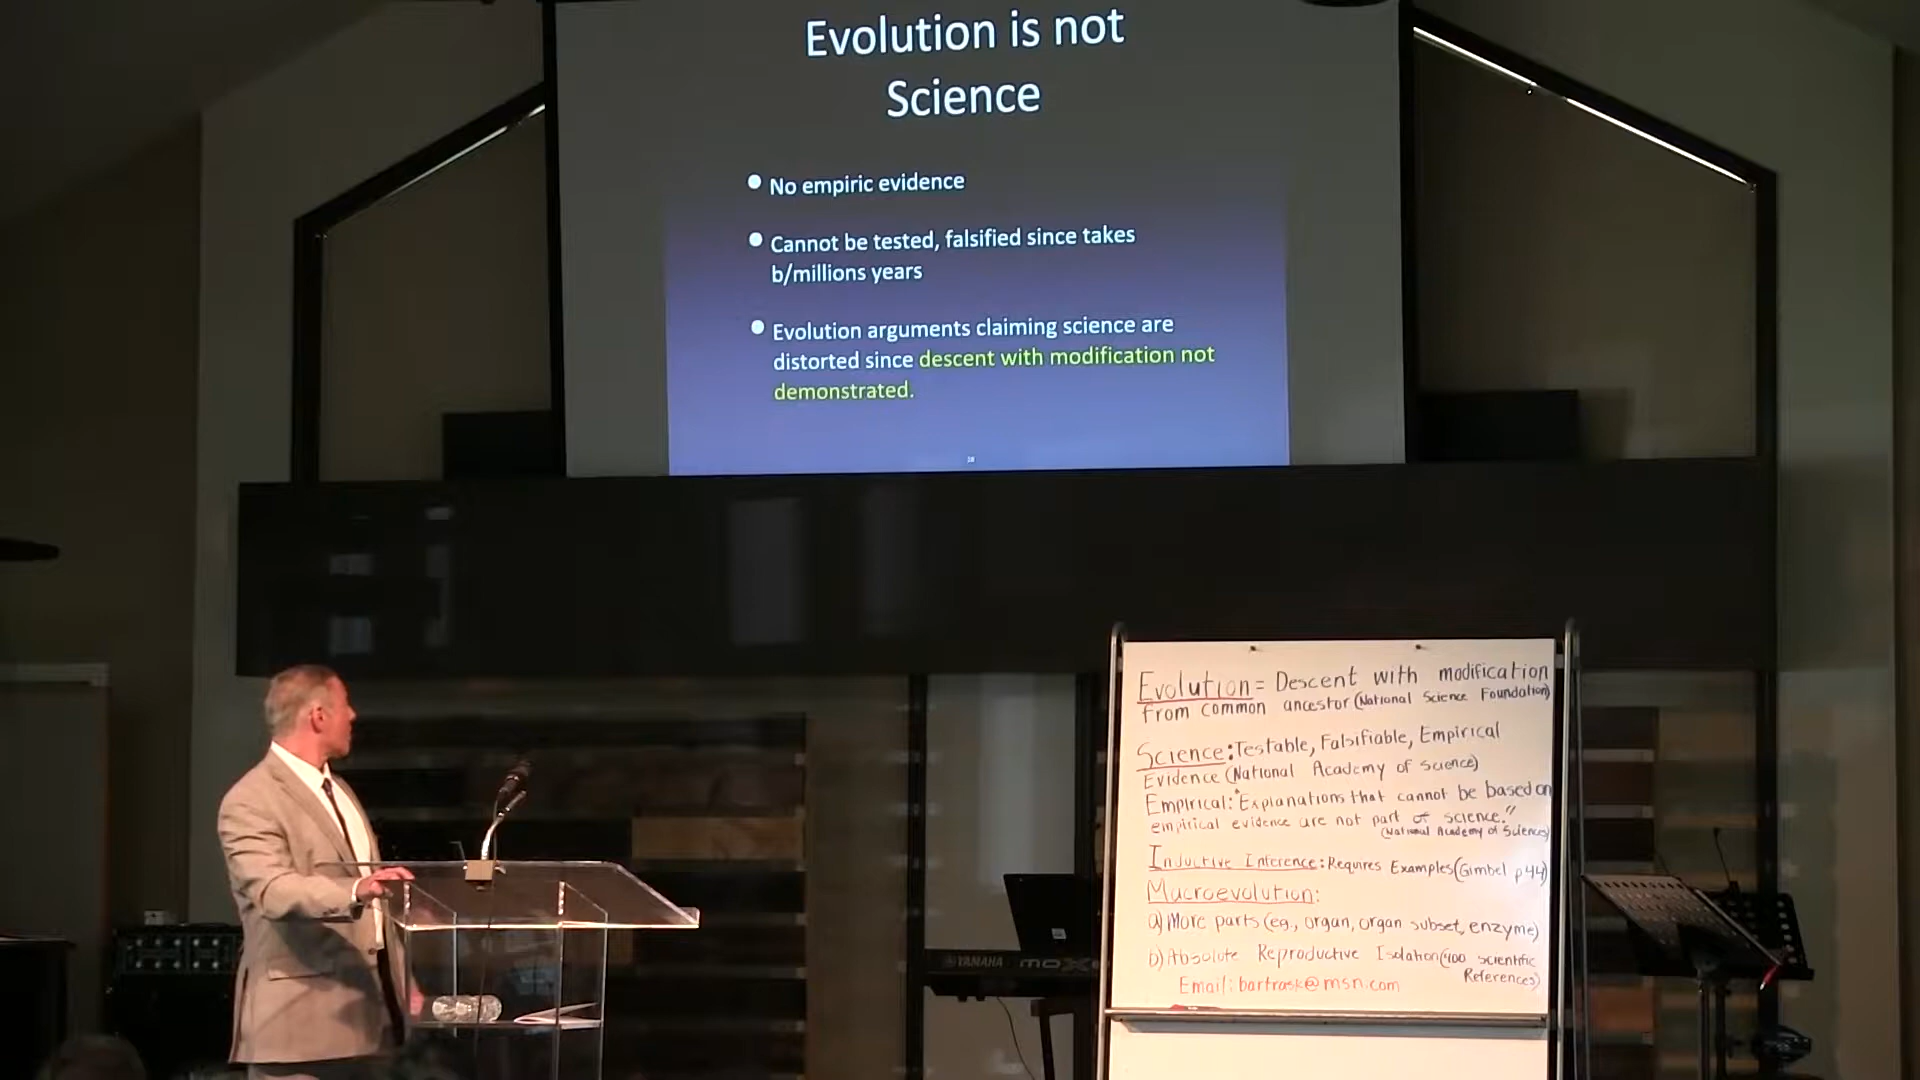 Evolution is not
Science
No empiric evidence
Cannot be tested, falsified since takes
b/millions years
Evolution arguments claiming science are
distorted since descent with modification not
demonstrated.
38
Evolution = Descent with modification
from common ancestor (National Science Foundation)
Science: Testable, Falsifiable, Empirical
Evidence (National Academy of Science)
Empirical: "Explanations that cannot be based on
empirical evidence are not part of science."
(National Academy of Science)
Inductive Inference: Requires Examples (Gimbel p44)
Macroevolution:
a) More parts (eg., organ, organ subset, enzyme)
b) Absolute Reproductive Isolation (400 scientific
References)
Email: bartrask@msn.com
YAMAHA MOX